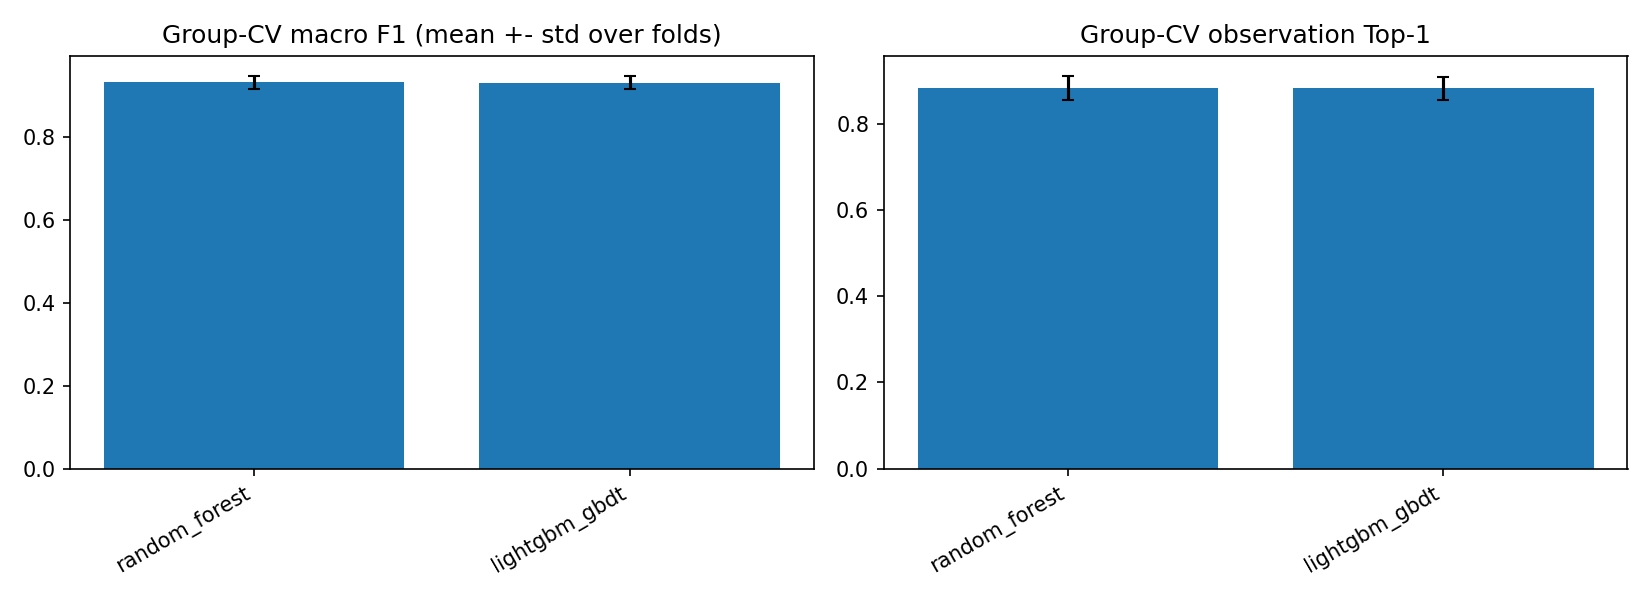 Group-CV macro F1 (mean +- std over folds)
0.8
0.6
0.4
0.2
0.0
random_forest
lightgbm_gbdt
Group-CV observation Top-1
0.8
0.6
0.4
0.2
0.0
random_forest
lightgbm_gbdt